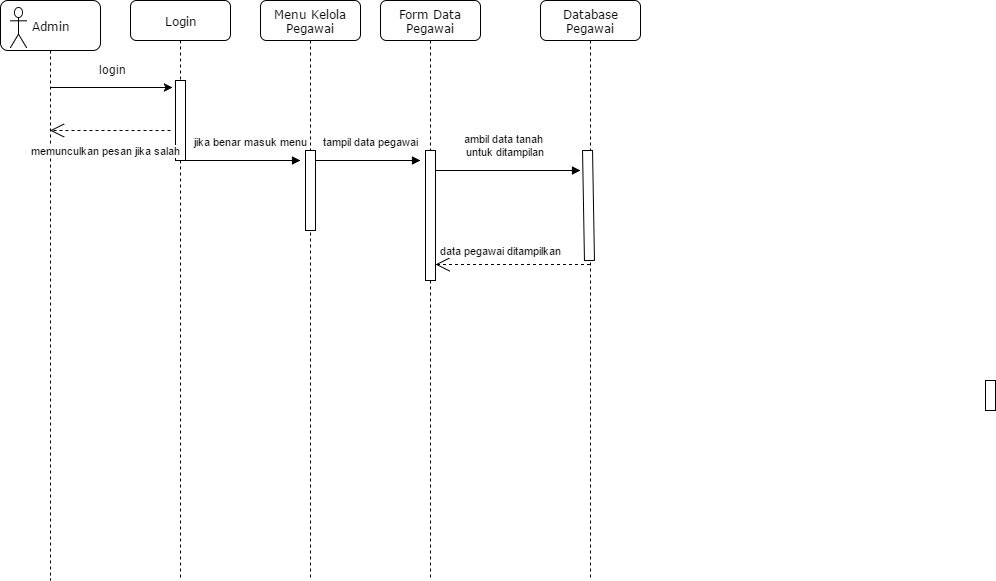 Admin
Login
Menu Kelola
Pegawai
Form Data
Pegawai
Database
Pegawai
login
memunculkan pesan jika salah
jika benar masuk menu
tampil data pegawai
ambil data tanah
untuk ditampilan
data pegawai ditampilkan